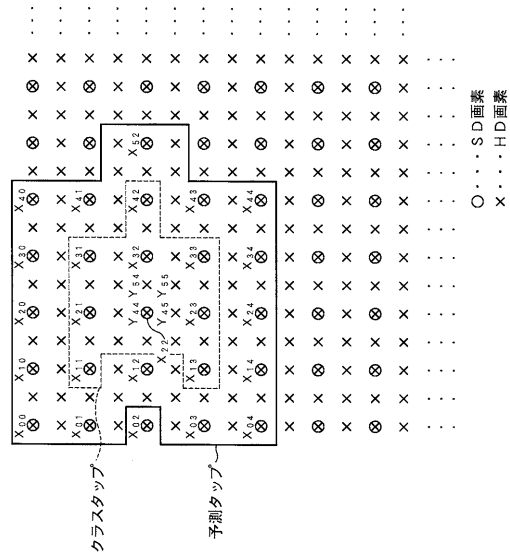 X00 X10 X20 X30 X40
X01 X11 X21 X31 X41
クラスタップ
X02 X12 Y44 Y54 X32 X42 X52
Y45 Y55
X22
X03 X13 X23 X33 X43
予測タップ
X04 X14 X24 X34 X44
○・・・SD画素
×・・・HD画素